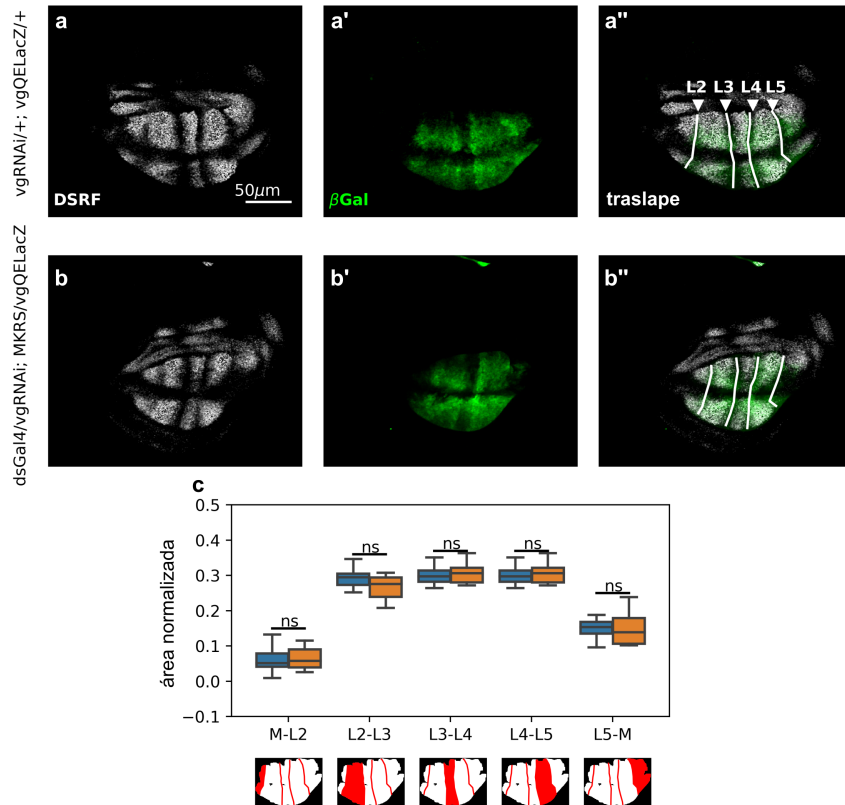 vgRNAi/+; vgQELacZ/+
a
DSRF
50μm
a'
βGal
a''
L2 L3 L4 L5
traslape
dsGal4/vgRNAi; MKRS/vgQELacZ
b
b'
b''
c
área normalizada
0.5
0.4
0.3
0.2
0.1
0.0
−0.1
ns
ns
ns
ns
ns
M-L2 L2-L3 L3-L4 L4-L5 L5-M